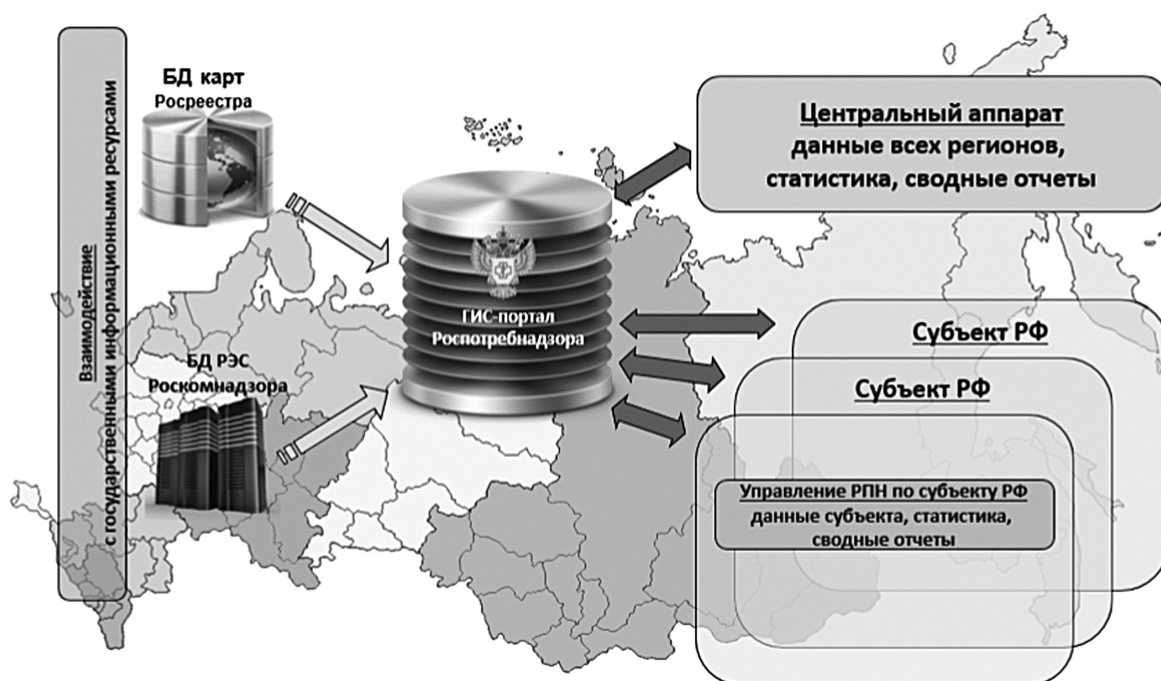 Взаимодействие
с государственными информационными ресурсами
БД карт
Росреестра
БД РЭС
Роскомнадзора
ГИС-портал
Роспотребнадзора
Центральный аппарат
данные всех регионов,
статистика, сводные отчеты
Субъект РФ
Субъект РФ
Управление РПН по субъекту РФ
данные субъекта, статистика,
сводные отчеты